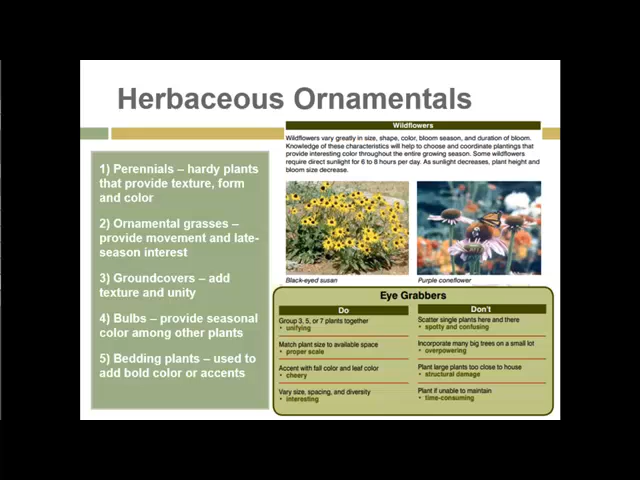 Herbaceous Ornamentals
1) Perennials – hardy plants
that provide texture, form
and color
2) Ornamental grasses –
provide movement and late-
season interest
3) Groundcovers – add
texture and unity
4) Bulbs – provide seasonal
color among other plants
5) Bedding plants – used to
add bold color or accents
Wildflowers
Wildflowers vary greatly in size, shape, color, bloom season, and duration of bloom.
Knowledge of these characteristics will help to choose and coordinate plantings that
provide interesting color throughout the entire growing season. Some wildflowers
require direct sunlight for 6 to 8 hours per day. As sunlight decreases, plant height and
bloom size decrease.
Black-eyed susan
Purple coneflower
Eye Grabbers
Do
Group 3, 5, or 7 plants together
• unifying
Match plant size to available space
• proper scale
Accent with fall color and leaf color
• cheery
Vary size, spacing, and diversity
• interesting
Don't
Scatter single plants here and there
• spotty and confusing
Incorporate many big trees on a small lot
• overpowering
Plant large plants too close to house
• structural damage
Plant if unable to maintain
• time-consuming